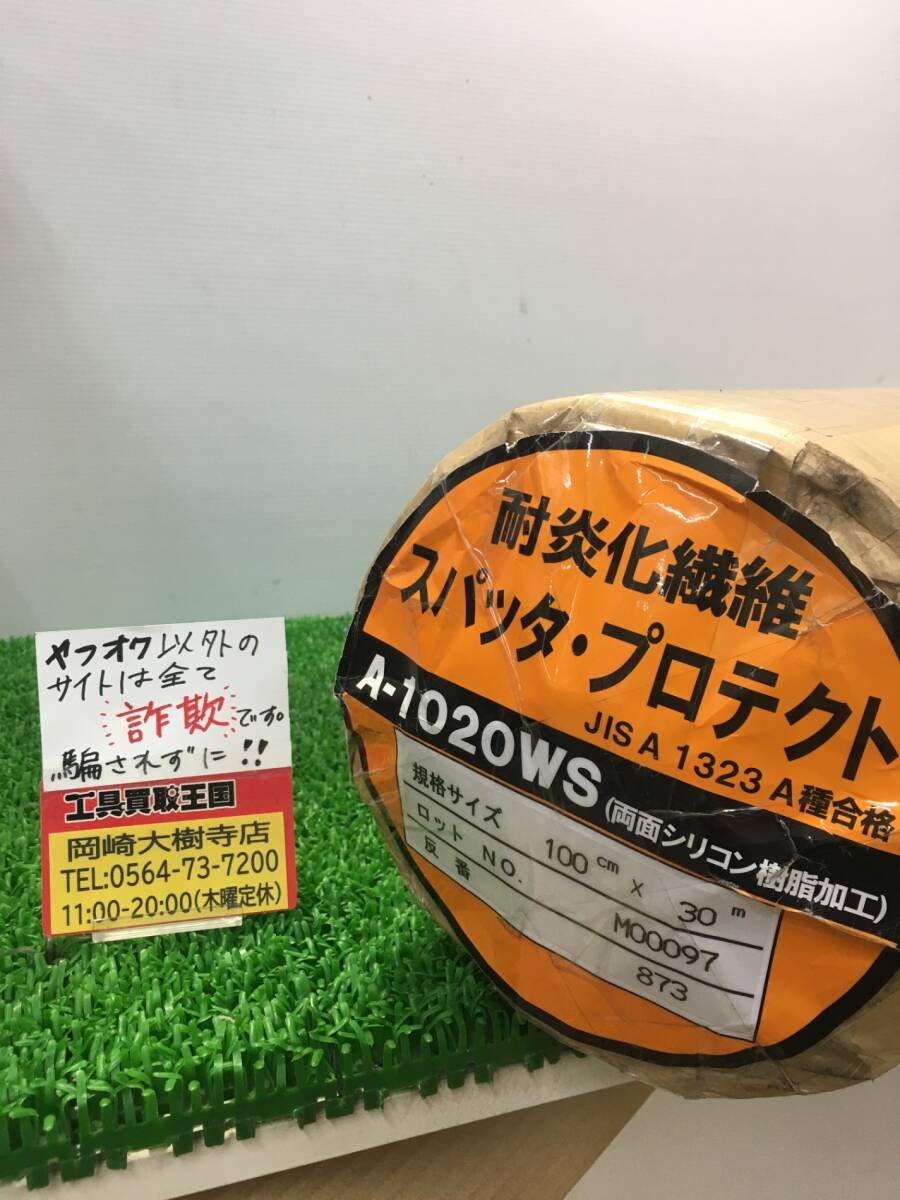 ヤフオク以外の
サイトは全て
詐欺です。
騙されずに!!
工具買取王国
岡崎大樹寺店
TEL:0564-73-7200
11:00-20:00(木曜定休)
耐炎化繊維
スパッタ・プロテクト
JIS A 1323 A種合格
A-1020WS (両面シリコン樹脂加工)
規格サイズ 100 cm x 30 m
ロット NO. M00097
反番 873